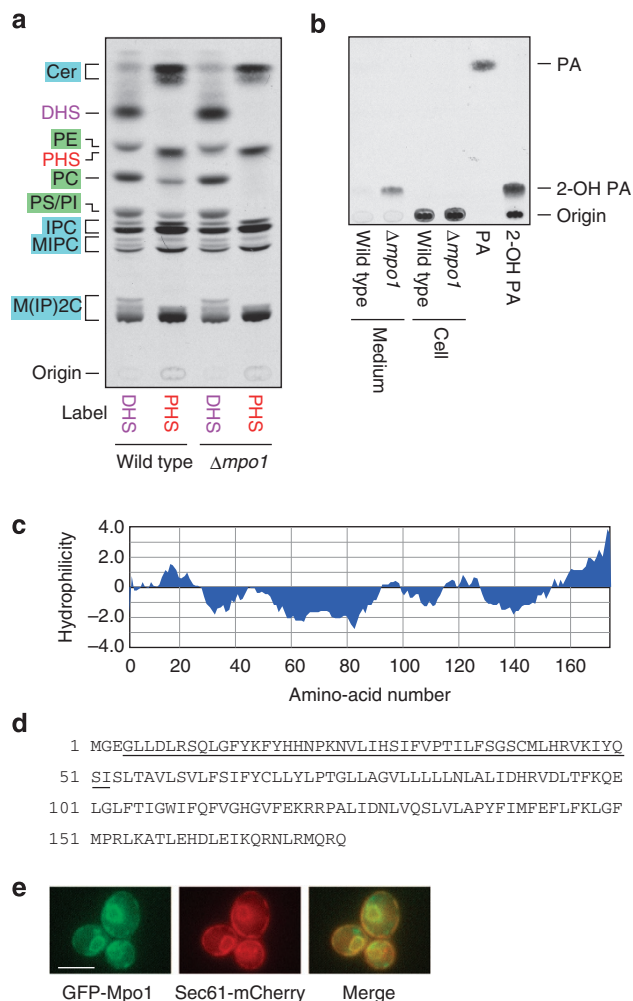 a
Cer
DHS
PE
PHS
PC
PS/PI
IPC
MIPC
M(IP)2C
Origin
Label
DHS
PHS
DHS
PHS
Wild type
Δmpo1
b
PA
2-OH PA
Origin
Wild type
Δmpo1
Wild type
Δmpo1
PA
2-OH PA
Medium
Cell
c
Hydrophilicity
4.0
2.0
0
−2.0
−4.0
0 20 40 60 80 100 120 140 160
Amino-acid number
d
1 MGEGLLDLRSQLGFYKFYHHNPKNVLIHSIFVPTILFSGSCMLHRVKIYQ
51 SISLTAVLSVLFSIFYCLLYLPTGLLAGVLLLLLNLALIDHRVDLTFKQE
101 LGLFTIGWIFQFVGHGVFEKRRPALIDNLVQSLVLAPYFIMFEFLFKLGF
151 MPRLKATLEHDLEIKQRNLRMQRQ
e
GFP-Mpo1
Sec61-mCherry
Merge